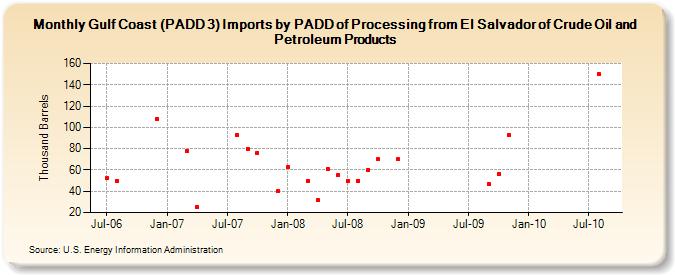 Monthly Gulf Coast (PADD 3) Imports by PADD of Processing from El Salvador of Crude Oil and
Petroleum Products
Thousand Barrels
160
140
120
100
80
60
40
20
Jul-06
Jan-07
Jul-07
Jan-08
Jul-08
Jan-09
Jul-09
Jan-10
Jul-10
Source: U.S. Energy Information Administration